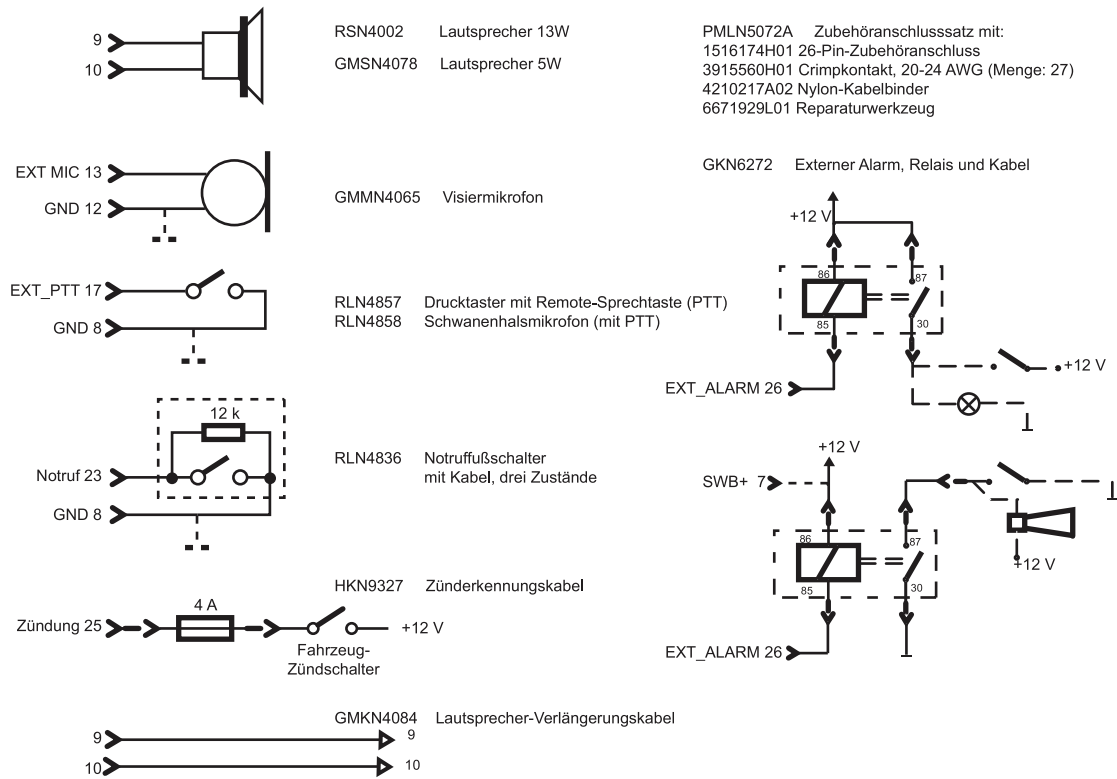 9
10
RSN4002 Lautsprecher 13W
GMSN4078 Lautsprecher 5W
PMLN5072A Zubehöranschlusssatz mit:
1516174H01 26-Pin-Zubehöranschluss
3915560H01 Crimpkontakt, 20-24 AWG (Menge: 27)
4210217A02 Nylon-Kabelbinder
6671929L01 Reparaturwerkzeug
EXT MIC 13
GND 12
GMMN4065 Visiermikrofon
GKN6272 Externer Alarm, Relais und Kabel
+12 V
86
87
85
30
+12 V
EXT_ALARM 26
EXT_PTT 17
GND 8
RLN4857 Drucktaster mit Remote-Sprechtaste (PTT)
RLN4858 Schwanenhalsmikrofon (mit PTT)
12 k
Notruf 23
GND 8
RLN4836 Notruffußschalter
mit Kabel, drei Zustände
+12 V
SWB+ 7
86
87
85
30
+12 V
EXT_ALARM 26
HKN9327 Zünderkennungskabel
4 A
Zündung 25
+12 V
Fahrzeug-
Zündschalter
GMKN4084 Lautsprecher-Verlängerungskabel
9 9
10 10